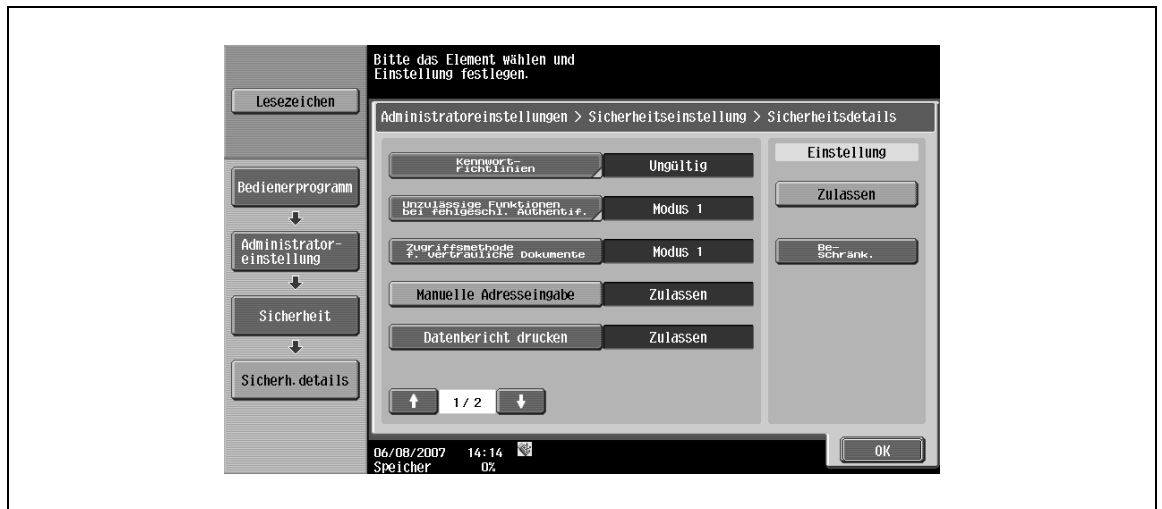 Bitte das Element wählen und
Einstellung festlegen.
Lesezeichen
Administratoreinstellungen > Sicherheitseinstellung > Sicherheitsdetails
Bedienerprogramm
Administrator-
einstellung
Sicherheit
Sicherh.details
Kennwort-
richtlinien
Ungültig
Unzulässige Funktionen
bei fehlgeschl. Authentif.
Modus 1
Zugriffsmethode
f. vertrauliche Dokumente
Modus 1
Manuelle Adresseingabe
Zulassen
Datenbericht drucken
Zulassen
1/ 2
Einstellung
Zulassen
Be-
schränk.
06/08/2007 14:14
Speicher 0%
OK